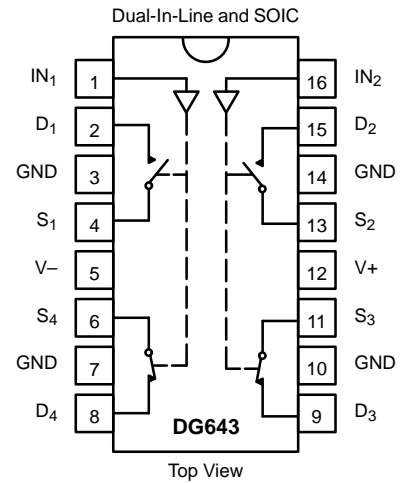 Dual-In-Line and SOIC
IN1 1 16 IN2
D1 2 15 D2
GND 3 14 GND
S1 4 13 S2
V– 5 12 V+
S4 6 11 S3
GND 7 10 GND
D4 8 9 D3
DG643
Top View